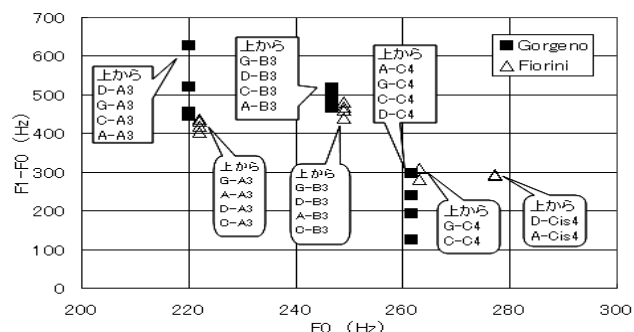 700
600
500
400
300
200
100
0
F1-F0 (Hz)
200
220
240
260
280
300
F0 (Hz)
■ Gorgeno
△ Fiorini
上から
D-A3
G-A3
C-A3
A-A3
上から
G-B3
D-B3
C-B3
A-B3
上から
A-C4
G-C4
C-C4
D-C4
上から
G-A3
A-A3
D-A3
C-A3
上から
G-B3
D-B3
A-B3
C-B3
上から
G-C4
C-C4
上から
D-Cis4
A-Cis4